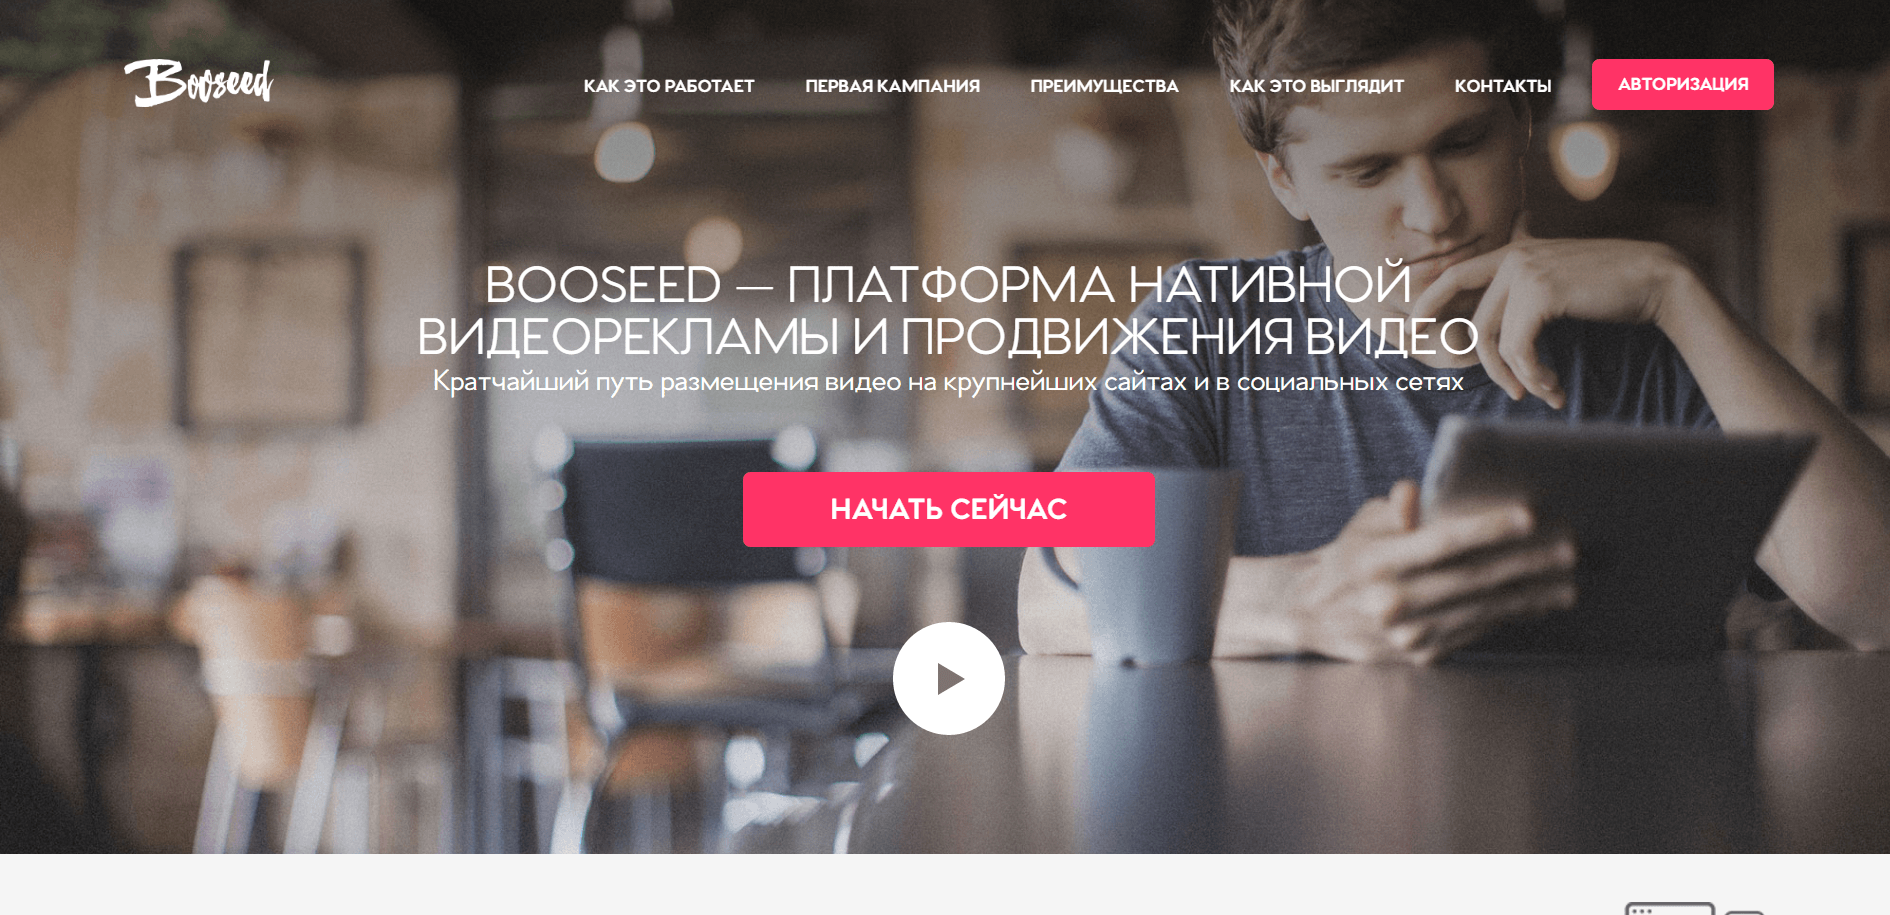 Booseed
КАК ЭТО РАБОТАЕТ
ПЕРВАЯ КАМПАНИЯ
ПРЕИМУЩЕСТВА
КАК ЭТО ВЫГЛЯДИТ
КОНТАКТЫ
АВТОРИЗАЦИЯ
BOOSEED — ПЛАТФОРМА НАТИВНОЙ
ВИДЕОРЕКЛАМЫ И ПРОДВИЖЕНИЯ ВИДЕО
Кратчайший путь размещения видео на крупнейших сайтах и в социальных сетях
НАЧАТЬ СЕЙЧАС